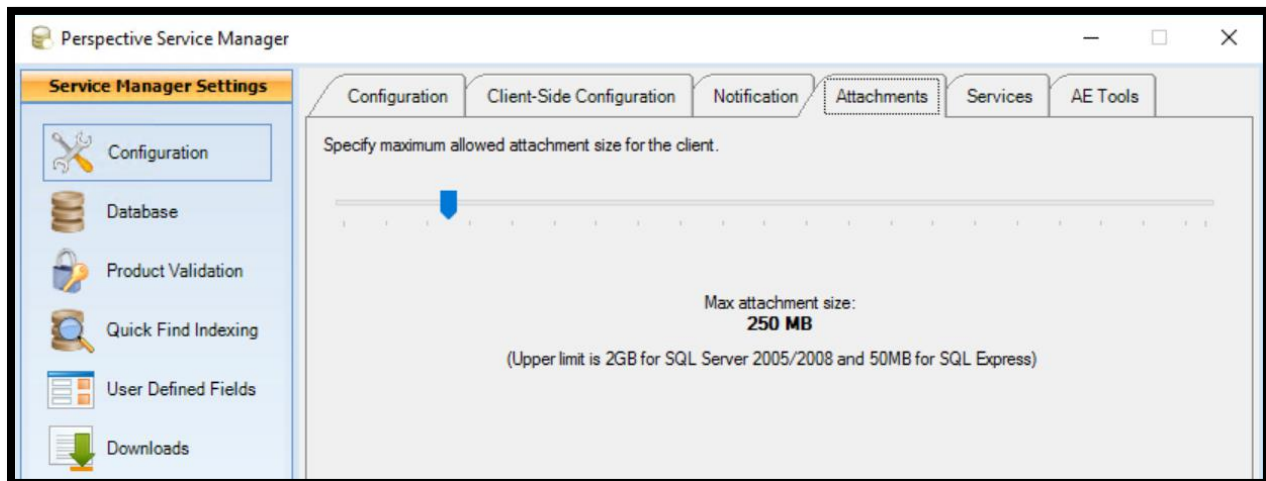 Perspective Service Manager
Service Manager Settings
Configuration
Database
Product Validation
Quick Find Indexing
User Defined Fields
Downloads
Configuration Client-Side Configuration Notification Attachments Services AE Tools
Specify maximum allowed attachment size for the client.
Max attachment size:
250 MB
(Upper limit is 2GB for SQL Server 2005/2008 and 50MB for SQL Express)